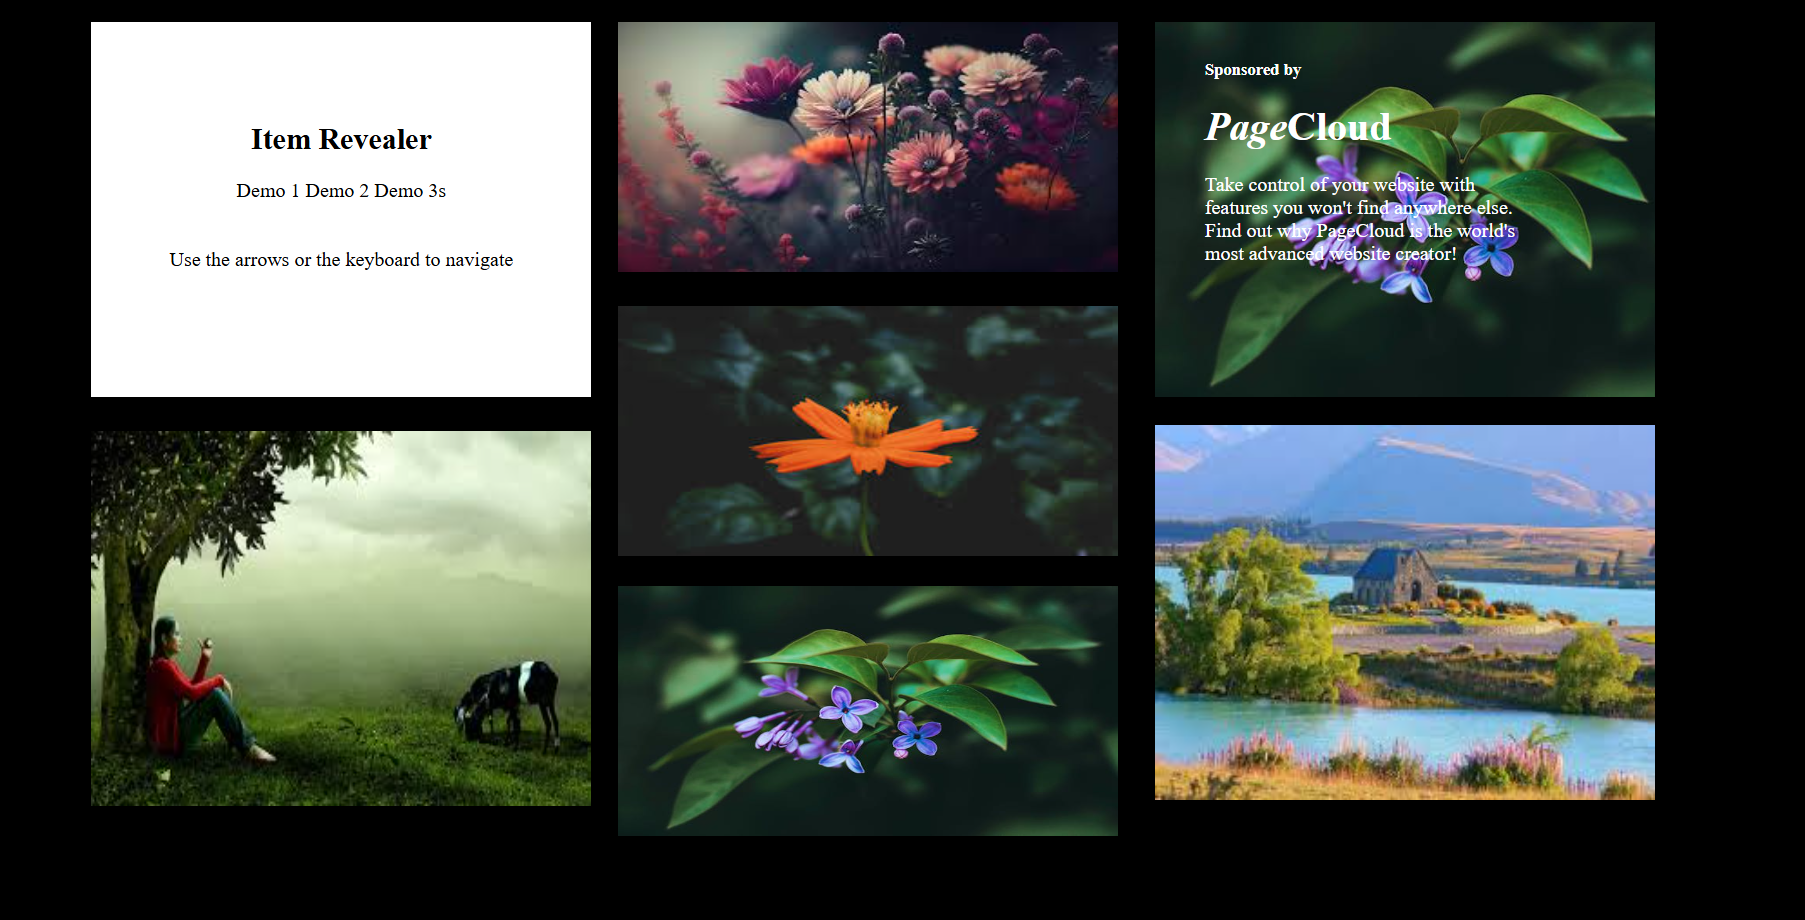 Item Revealer
Demo 1 Demo 2 Demo 3s
Use the arrows or the keyboard to navigate
Sponsored by
PageCloud
Take control of your website with
features you won't find anywhere else.
Find out why PageCloud is the world's
most advanced website creator!